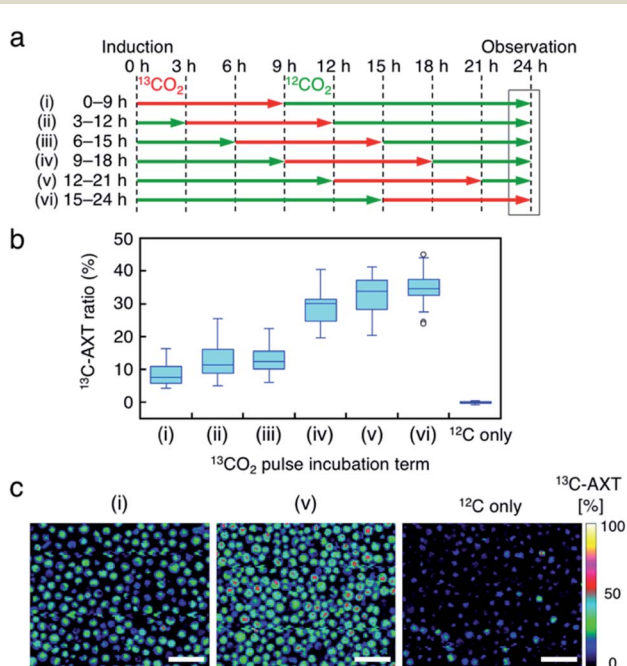 a
Induction Observation
0 h 3 h 6 h 9 h 12 h 15 h 18 h 21 h 24 h
¹³CO₂ ¹²CO₂
(i) 0–9 h
(ii) 3–12 h
(iii) 6–15 h
(iv) 9–18 h
(v) 12–21 h
(vi) 15–24 h
b
¹³C-AXT ratio (%)
50
40
30
20
10
0
(i) (ii) (iii) (iv) (v) (vi) ¹²C only
¹³CO₂ pulse incubation term
c
¹³C-AXT
(i) (v) ¹²C only [%]
100
50
0